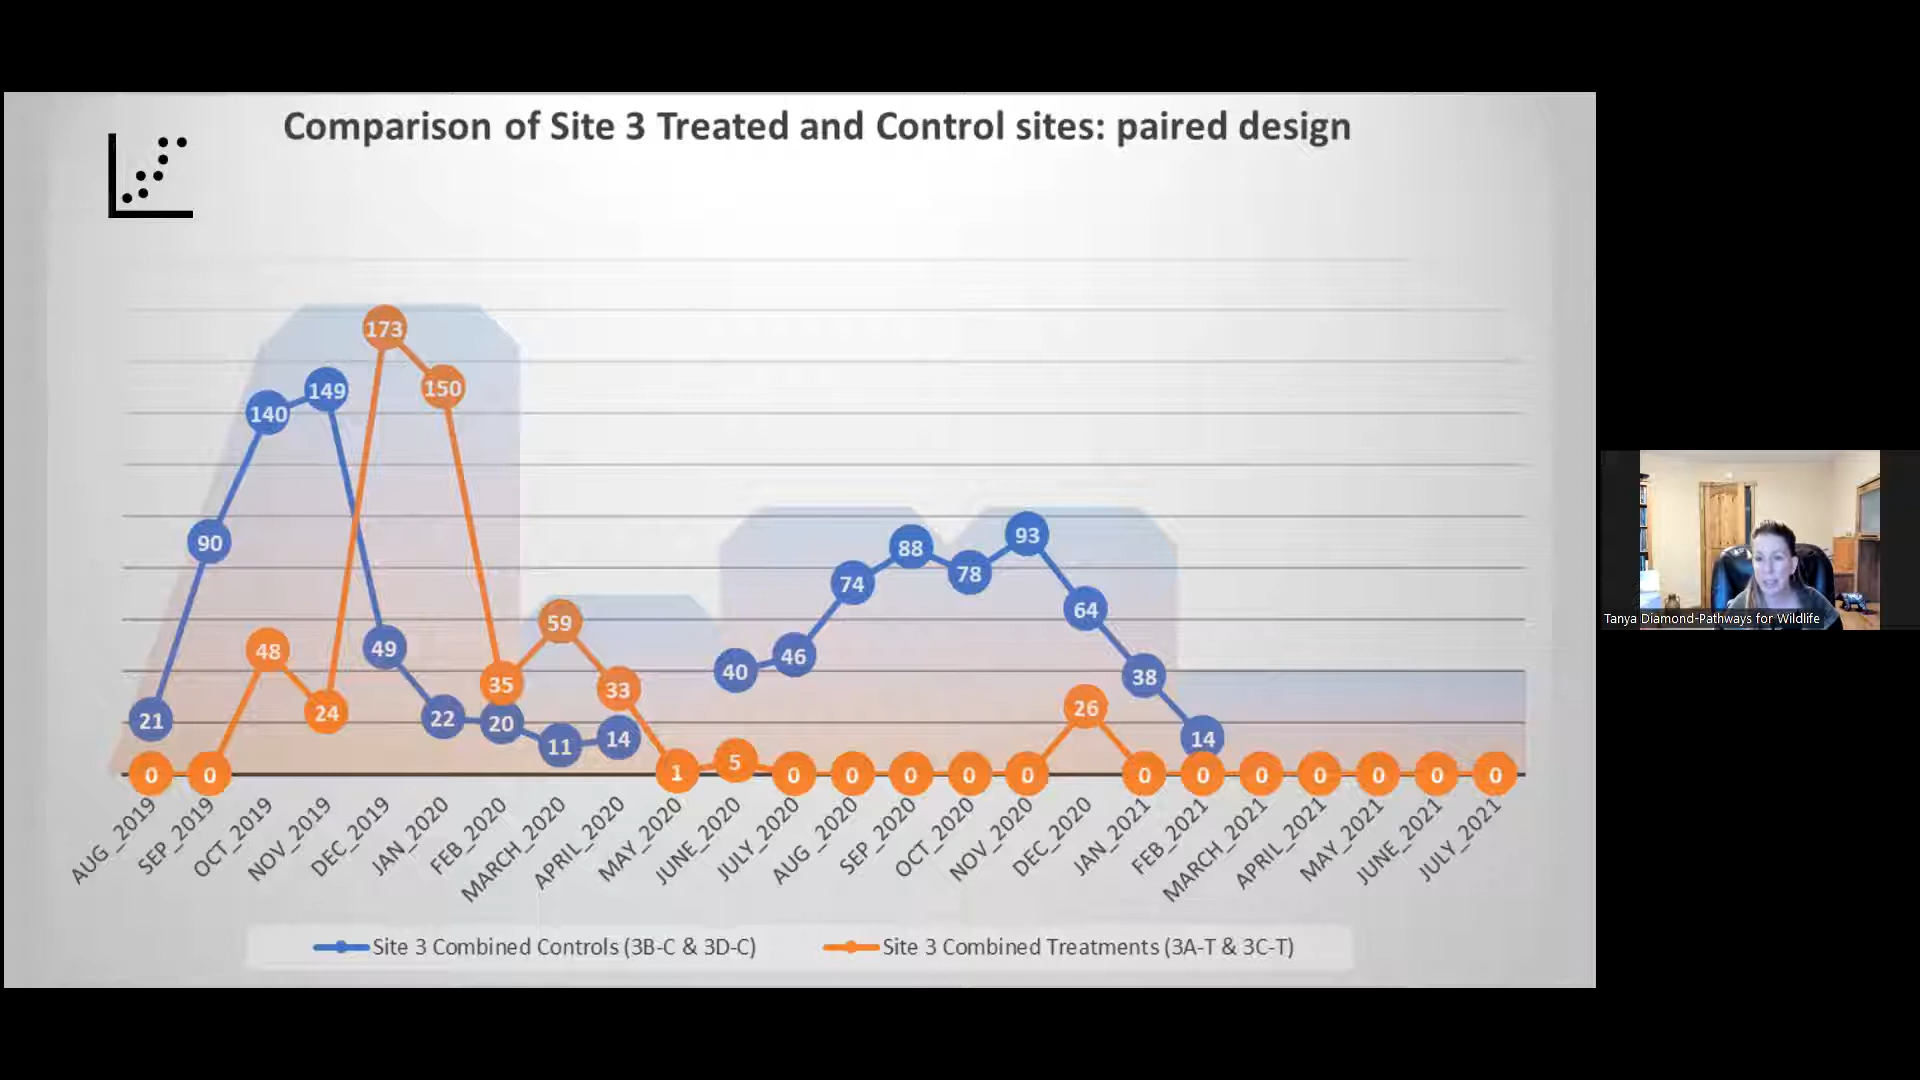 Comparison of Site 3 Treated and Control sites: paired design
173
149
150
140
90
93
88
78
74
59
64
48
49
46
40
38
35
33
26
24
21
22
20
11
14
14
1
5
0
0
0
0
0
0
0
0
0
0
0
0
0
0
AUG_2019
SEP_2019
OCT_2019
NOV_2019
DEC_2019
JAN_2020
FEB_2020
MARCH_2020
APRIL_2020
MAY_2020
JUNE_2020
JULY_2020
AUG_2020
SEP_2020
OCT_2020
NOV_2020
DEC_2020
JAN_2021
FEB_2021
MARCH_2021
APRIL_2021
MAY_2021
JUNE_2021
JULY_2021
Site 3 Combined Controls (3B-C & 3D-C)
Site 3 Combined Treatments (3A-T & 3C-T)
Tanya Diamond-Pathways for Wildlife